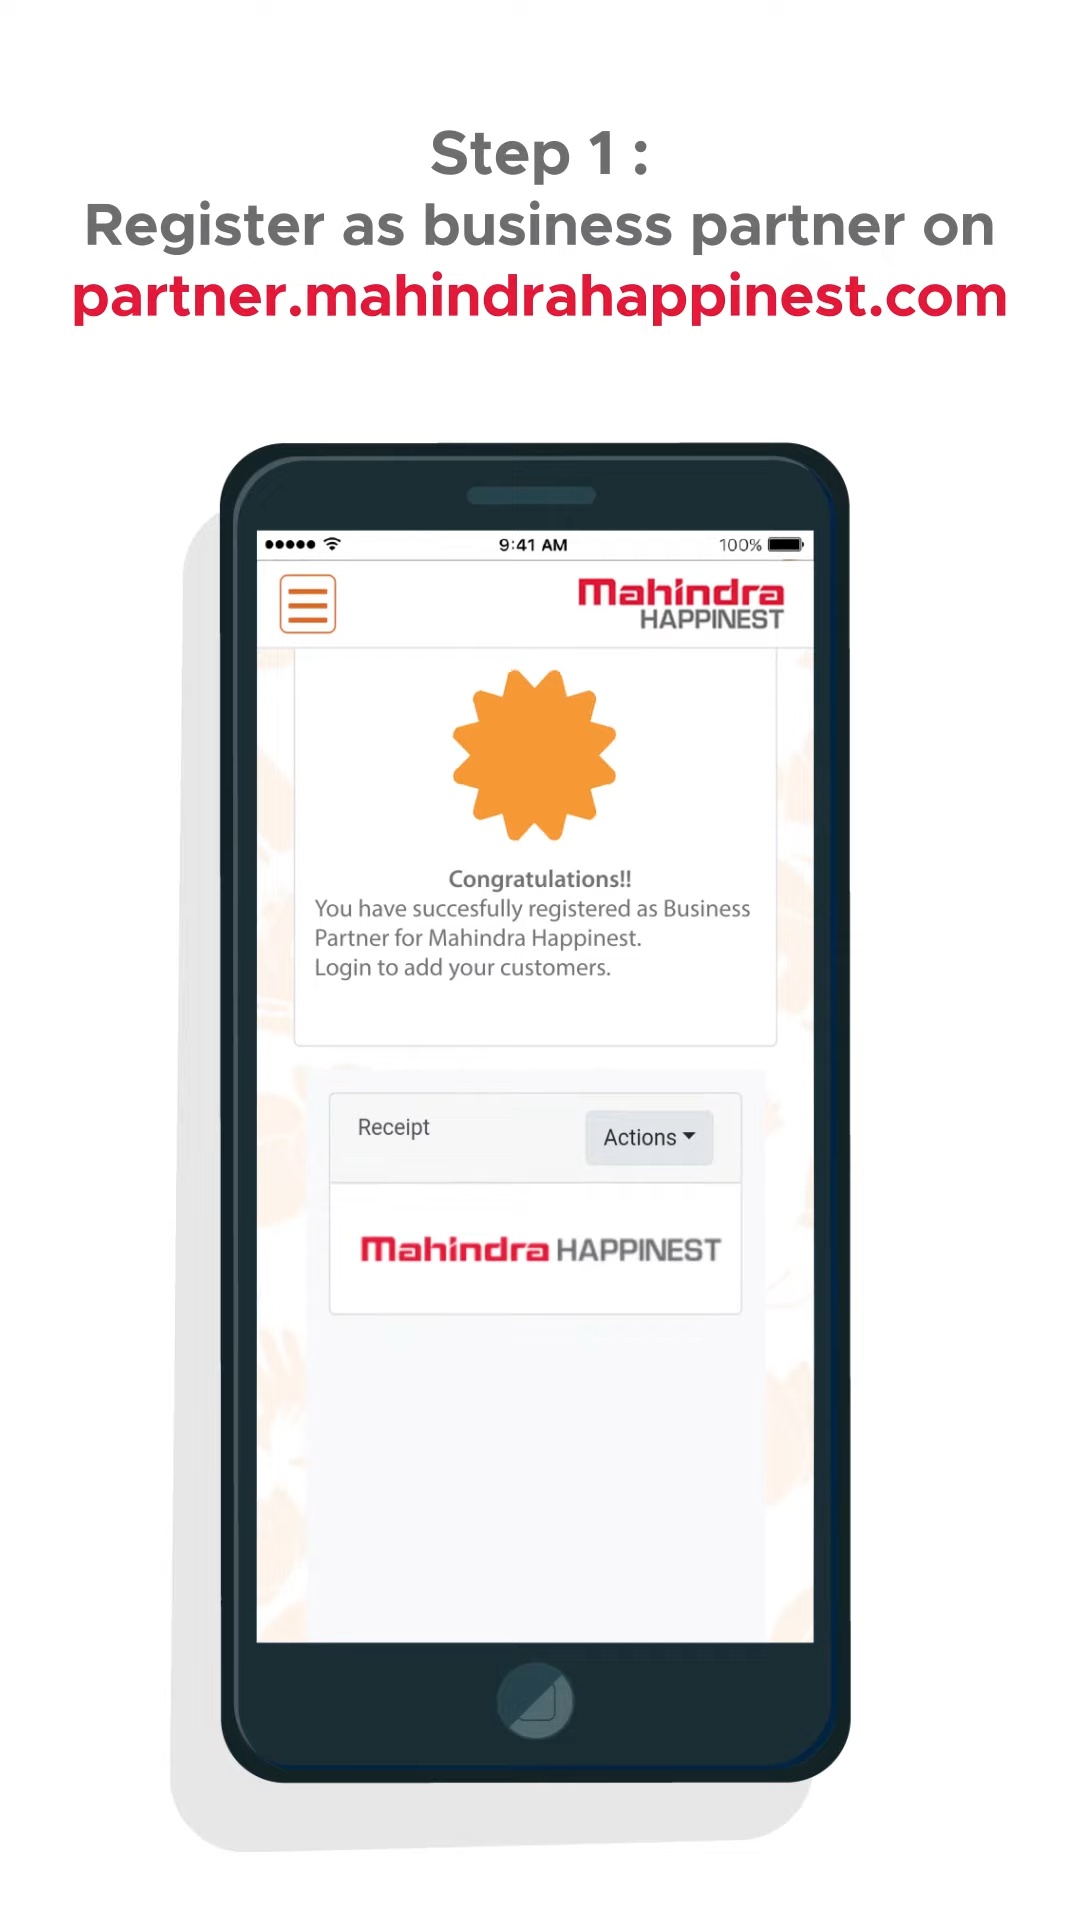 Step 1 :
Register as business partner on
partner.mahindrahappinest.com
9:41 AM 100%
Mahindra
HAPPINEST
Congratulations!!
You have succesfully registered as Business
Partner for Mahindra Happinest.
Login to add your customers.
Receipt Actions
Mahindra HAPPINEST